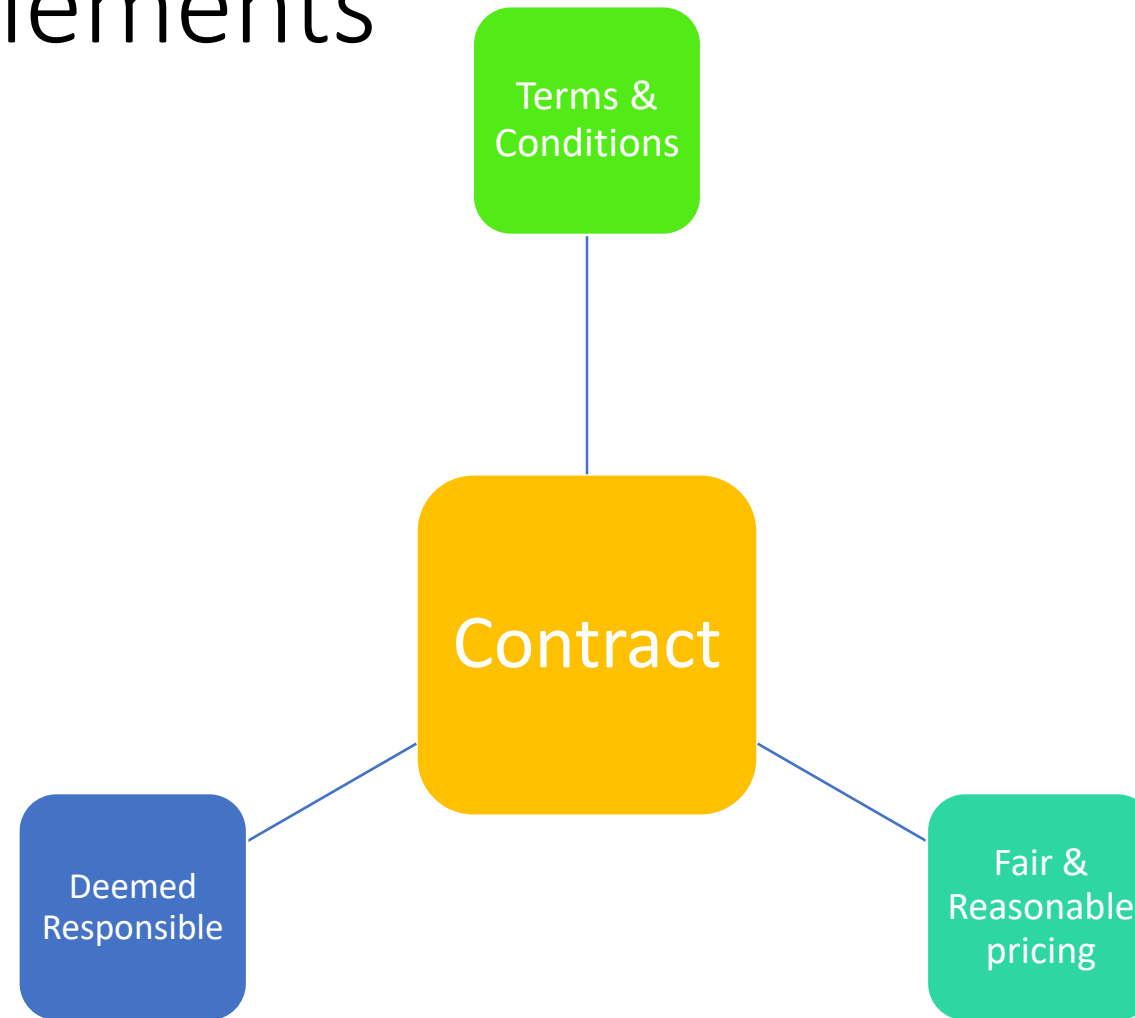 lements
Terms &
Conditions
Contract
Deemed
Responsible
Fair &
Reasonable
pricing